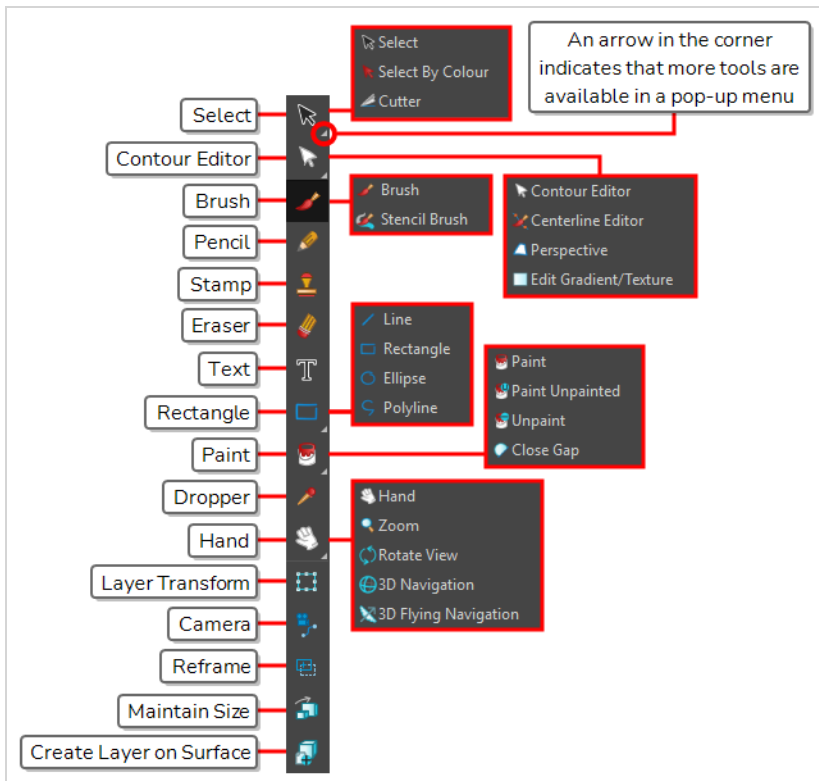 Select
Select By Colour
Cutter
An arrow in the corner
indicates that more tools are
available in a pop-up menu
Select
Contour Editor
Brush
Pencil
Stamp
Eraser
Text
Rectangle
Paint
Dropper
Hand
Layer Transform
Camera
Reframe
Maintain Size
Create Layer on Surface
Brush
Stencil Brush
Contour Editor
Centerline Editor
Perspective
Edit Gradient/Texture
Line
Rectangle
Ellipse
Polyline
Paint
Paint Unpainted
Unpaint
Close Gap
Hand
Zoom
Rotate View
3D Navigation
3D Flying Navigation